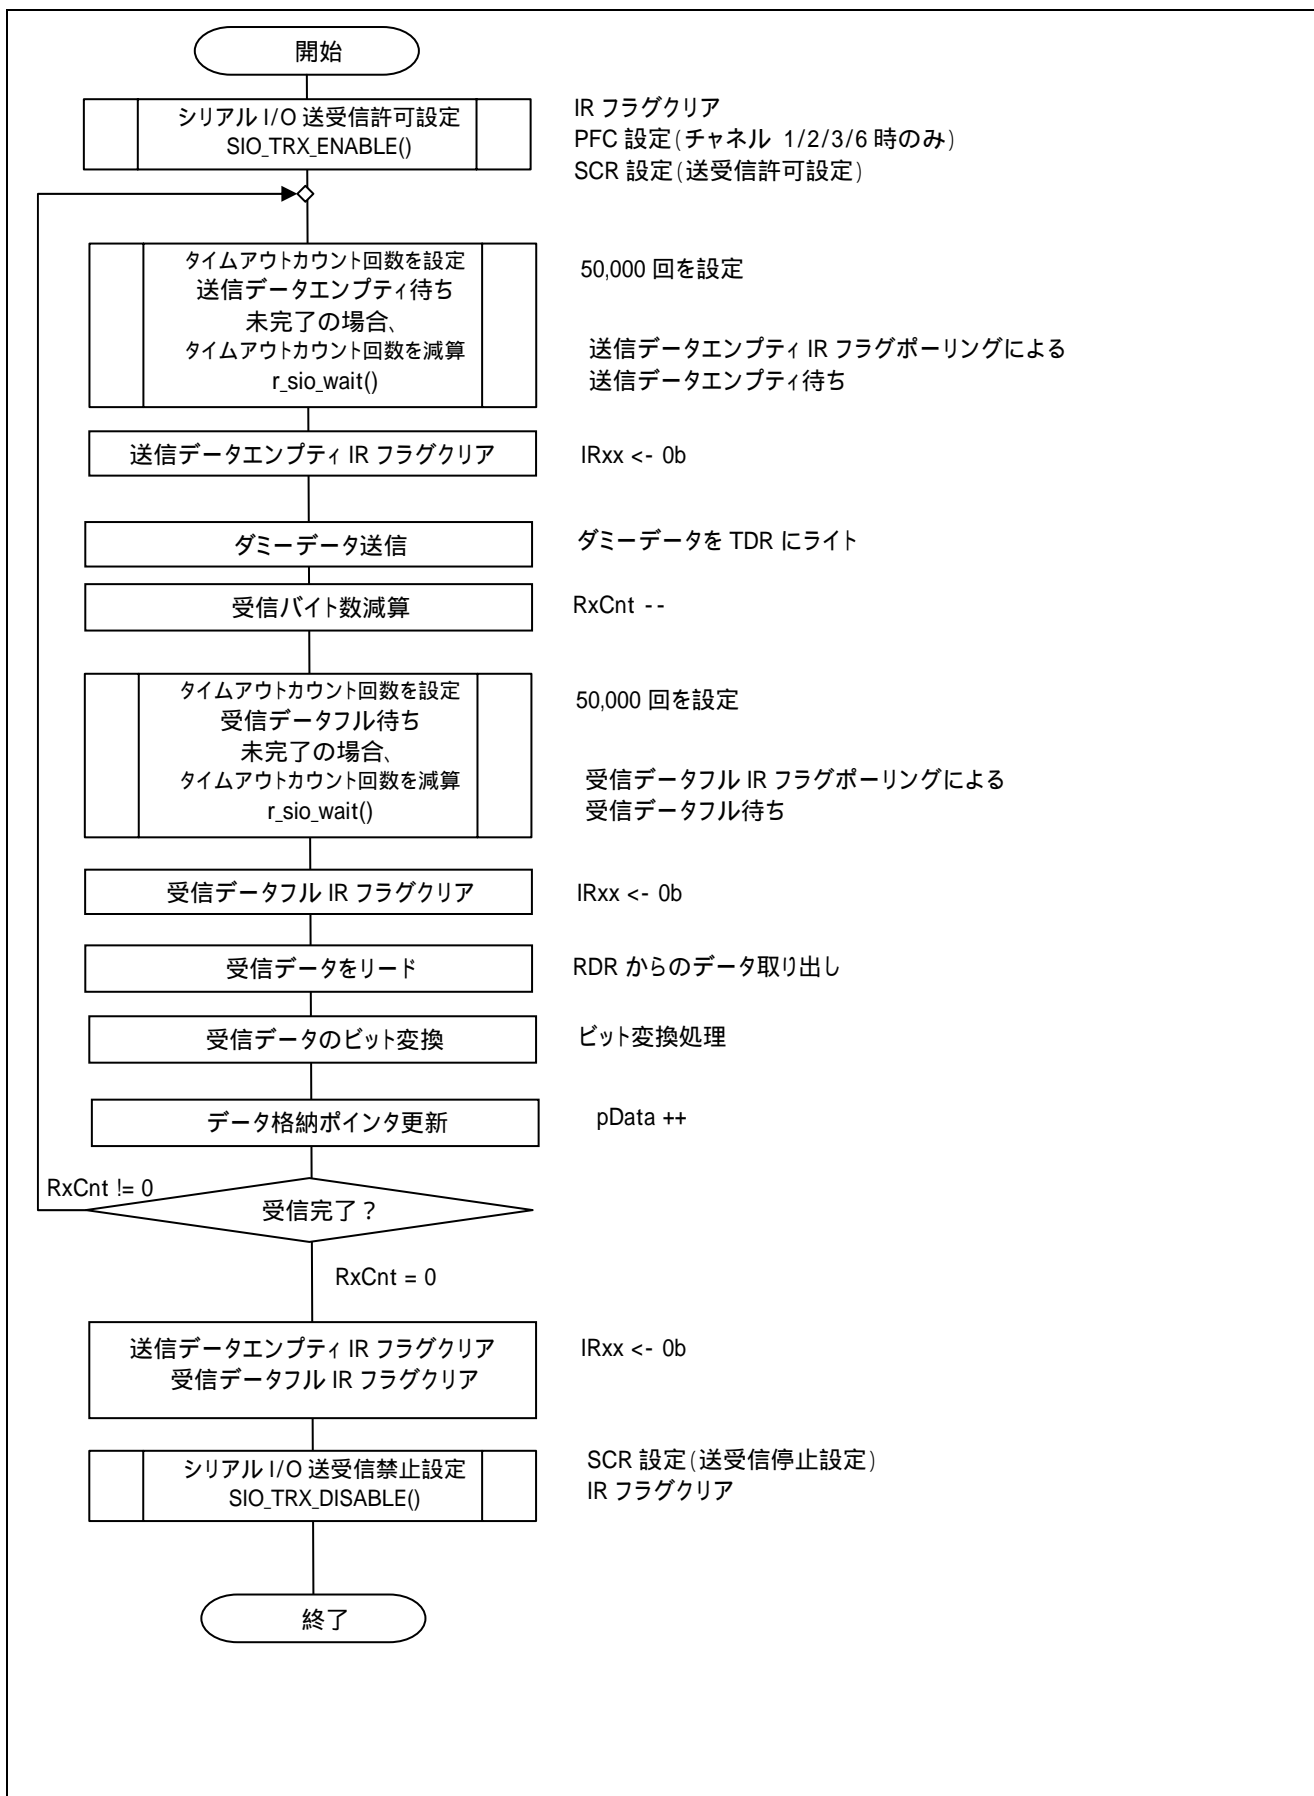 開始
シリアル I/O 送受信許可設定
SIO_TRX_ENABLE()
IR フラグクリア
PFC 設定(チャネル 1/2/3/6 時のみ)
SCR 設定(送受信許可設定)
タイムアウトカウント回数を設定
送信データエンプティ待ち
未完了の場合、
タイムアウトカウント回数を減算
r_sio_wait()
50,000 回を設定
送信データエンプティ IR フラグポーリングによる
送信データエンプティ待ち
送信データエンプティ IR フラグクリア
IRxx <- 0b
ダミーデータ送信
ダミーデータを TDR にライト
受信バイト数減算
RxCnt --
タイムアウトカウント回数を設定
受信データフル待ち
未完了の場合、
タイムアウトカウント回数を減算
r_sio_wait()
50,000 回を設定
受信データフル IR フラグポーリングによる
受信データフル待ち
受信データフル IR フラグクリア
IRxx <- 0b
受信データをリード
RDR からのデータ取り出し
受信データのビット変換
ビット変換処理
データ格納ポインタ更新
pData ++
RxCnt != 0
受信完了？
RxCnt = 0
送信データエンプティ IR フラグクリア
受信データフル IR フラグクリア
IRxx <- 0b
シリアル I/O 送受信禁止設定
SIO_TRX_DISABLE()
SCR 設定(送受信停止設定)
IR フラグクリア
終了